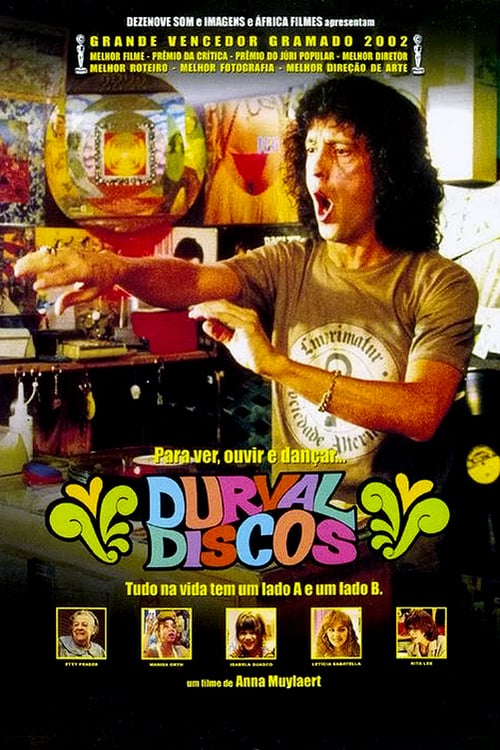 DEZENOVE SOM e IMAGENS e ÁFRICA FILMES apresentam
GRANDE VENCEDOR GRAMADO 2002
MELHOR FILME - PRÊMIO DA CRÍTICA - PRÊMIO DO JÚRI POPULAR - MELHOR DIRETOR
MELHOR ROTEIRO - MELHOR FOTOGRAFIA - MELHOR DIREÇÃO DE ARTE
Imprimatur
?
Para ver, ouvir e dançar...
DURVAL
DISCOS
Tudo na vida tem um lado A e um lado B.
ETTY FRASER
MARISA ORTH
ISABELA GUASCO
LETÍCIA SABATELLA
RITA LEE
um filme de Anna Muylaert